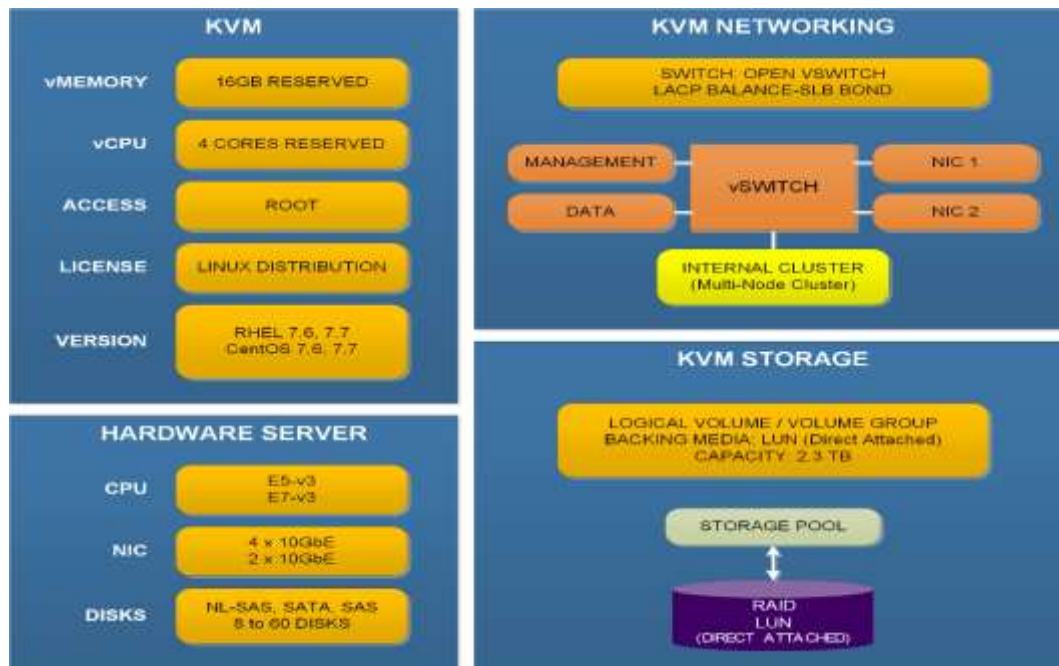 KVM
vMEMORY 16GB RESERVED
vCPU 4 CORES RESERVED
ACCESS ROOT
LICENSE LINUX DISTRIBUTION
VERSION RHEL 7.6, 7.7
CentOS 7.6, 7.7
HARDWARE SERVER
CPU E5-v3
E7-v3
NIC 4 x 10GbE
2 x 10GbE
DISKS NL-SAS, SATA, SAS
8 to 60 DISKS
KVM NETWORKING
SWITCH: OPEN VSWITCH
LACP BALANCE-SLB BOND
MANAGEMENT
DATA
vSWITCH
NIC 1
NIC 2
INTERNAL CLUSTER
(Multi-Node Cluster)
KVM STORAGE
LOGICAL VOLUME / VOLUME GROUP
BACKING MEDIA: LUN (Direct Attached)
CAPACITY: 2.3 TB
STORAGE POOL
RAID
LUN
(DIRECT ATTACHED)